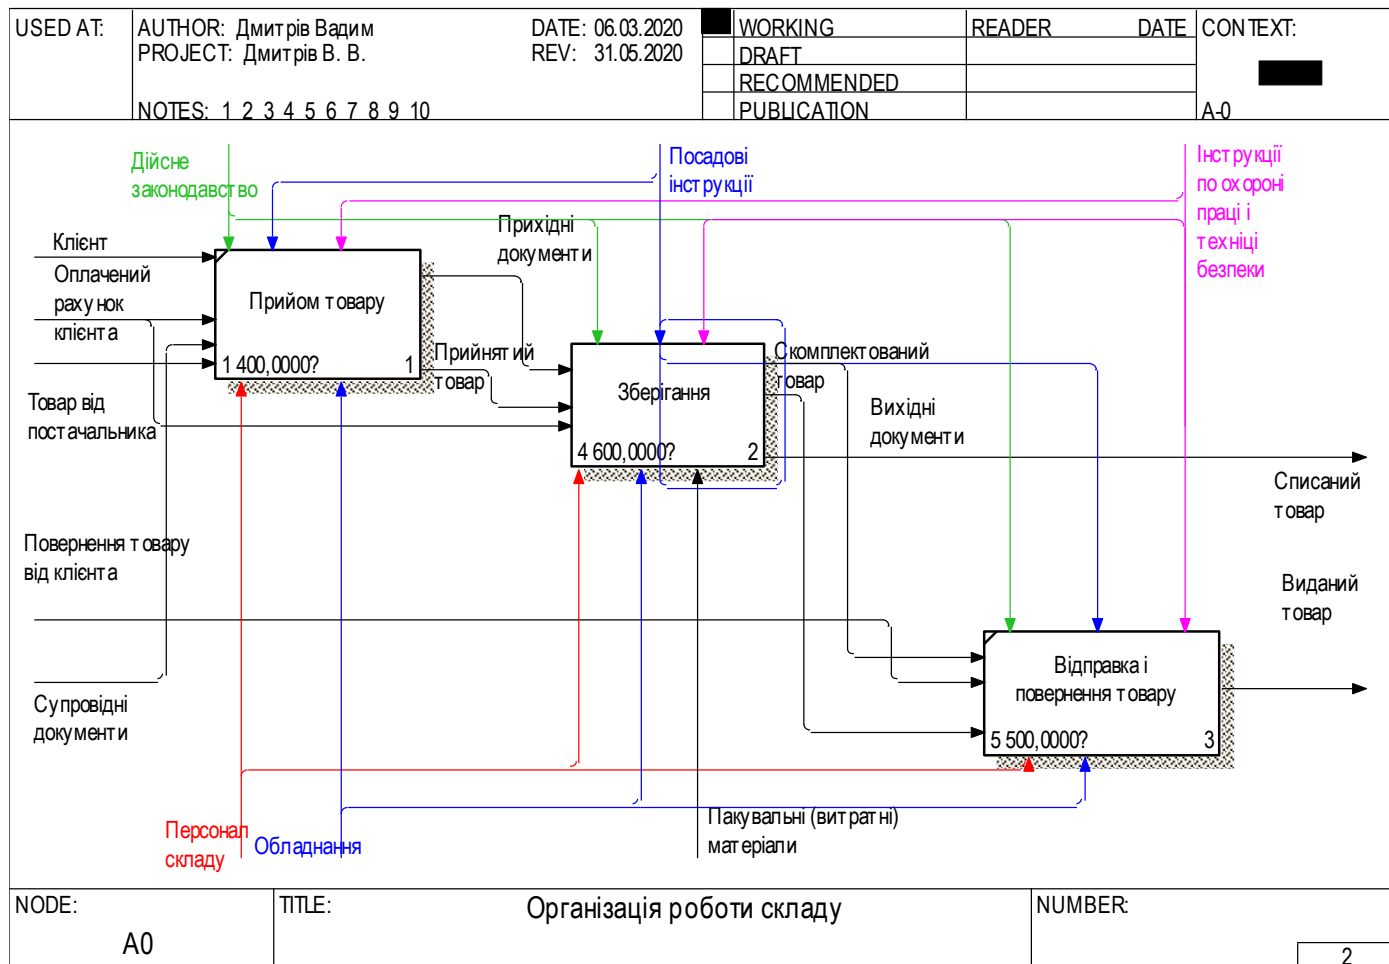 USED AT:
AUTHOR: Дмитрів Вадим
DATE: 06.03.2020
PROJECT: Дмитрів В. В.
REV: 31.05.2020
NOTES: 1 2 3 4 5 6 7 8 9 10
WORKING
DRAFT
RECOMMENDED
PUBLICATION
READER
DATE
CONTEXT:
A-0
Дійсне
законодавство
Посадові
інструкції
Інструкції
по охороні
праці і
техніці
безпеки
Прихідні
документи
Клієнт
Оплачений
рахунок
клієнта
Прийом товару
1 400,0000?
1
Прийнятий
товар
Товар від
постачальника
Зберігання
4 600,0000?
2
Скомплектований
товар
Вихідні
документи
Списаний
товар
Повернення товару
від клієнта
Виданий
товар
Супровідні
документи
Відправка і
повернення товару
5 500,0000?
3
Персонал
складу
Обладнання
Пакувальні (витратні)
матеріали
NODE:
A0
TITLE:
Організація роботи складу
NUMBER:
2